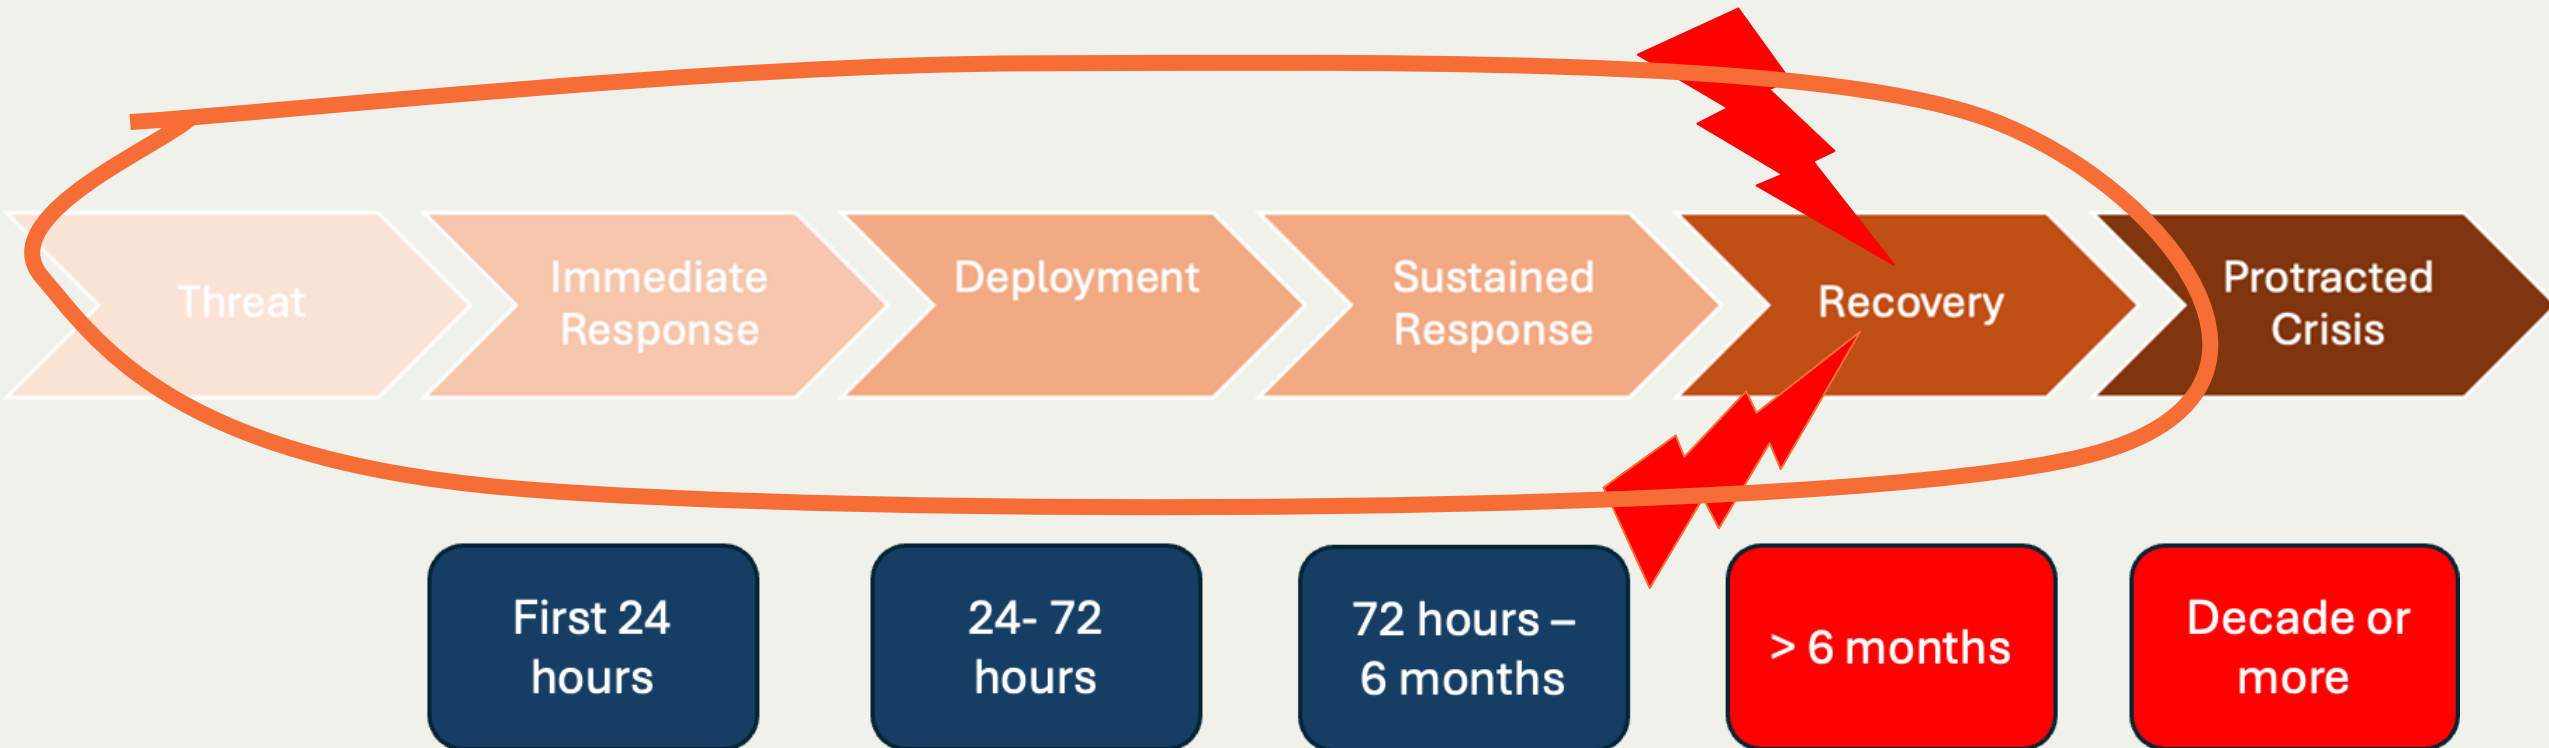 Threat
Immediate
Response
Deployment
Sustained
Response
Recovery
Protracted
Crisis
First 24
hours
24- 72
hours
72 hours –
6 months
> 6 months
Decade or
more